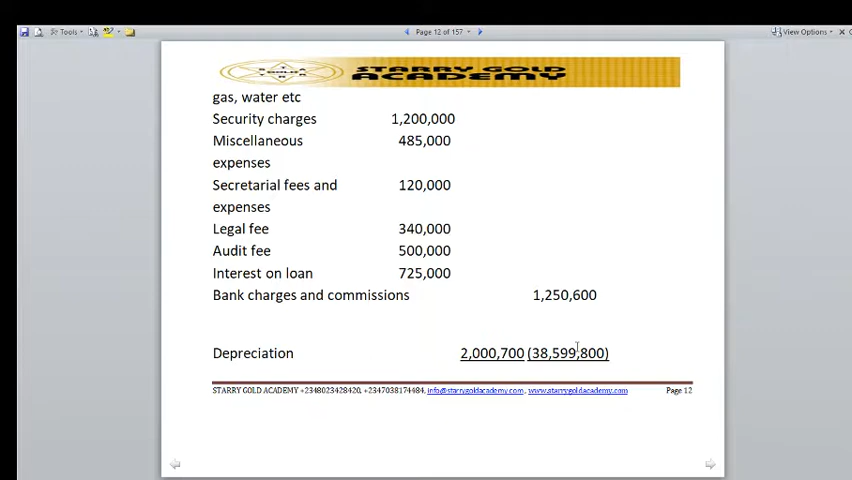 Tools
Page 12 of 157
View Options
STARRY GOLD
ACADEMY
gas, water etc
Security charges 1,200,000
Miscellaneous 485,000
expenses
Secretarial fees and 120,000
expenses
Legal fee 340,000
Audit fee 500,000
Interest on loan 725,000
Bank charges and commissions 1,250,600
Depreciation 2,000,700 (38,599,800)
STARRY GOLD ACADEMY +2348023428420, +2347038174484, info@starrygoldacademy.com, www.starrygoldacademy.com Page 12